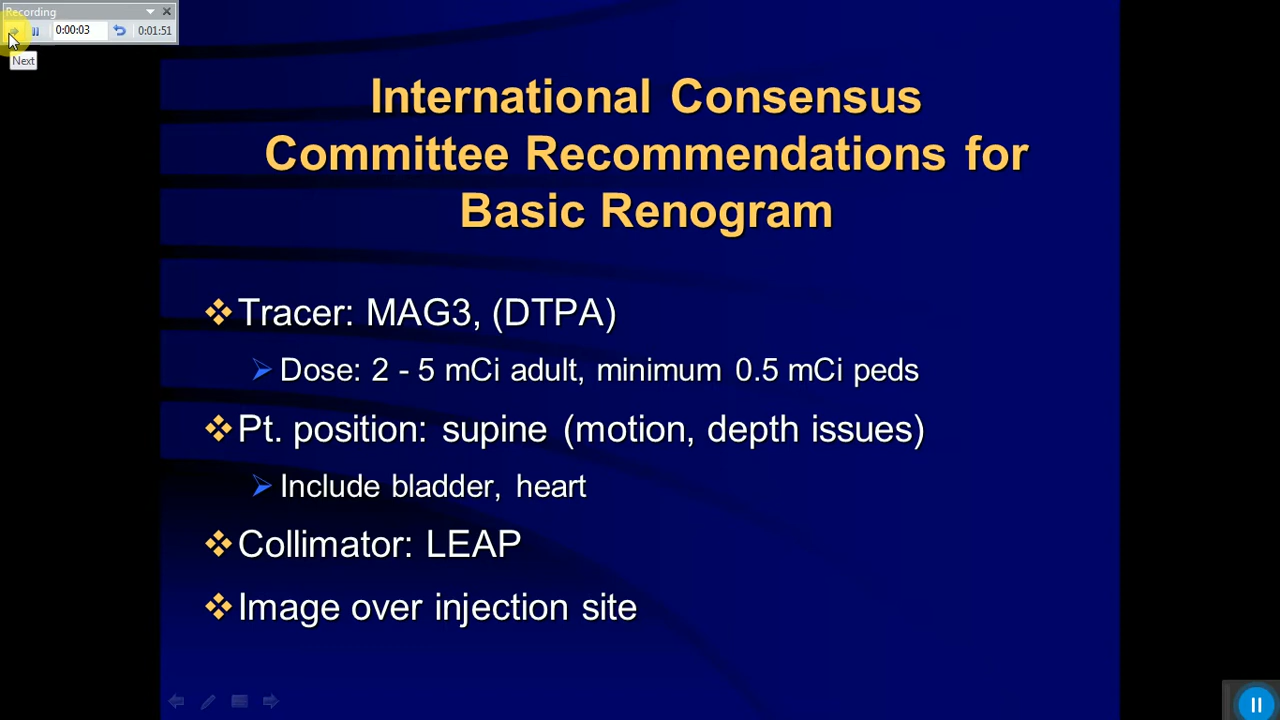 Recording
0:00:03
0:01:51
Next
International Consensus
Committee Recommendations for
Basic Renogram
Tracer: MAG3, (DTPA)
Dose: 2 - 5 mCi adult, minimum 0.5 mCi peds
Pt. position: supine (motion, depth issues)
Include bladder, heart
Collimator: LEAP
Image over injection site